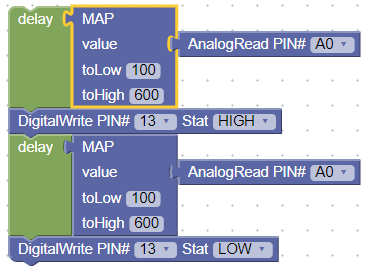 delay MAP
value AnalogRead PIN# A0
toLow 100
toHigh 600
DigitalWrite PIN# 13 Stat HIGH
delay MAP
value AnalogRead PIN# A0
toLow 100
toHigh 600
DigitalWrite PIN# 13 Stat LOW